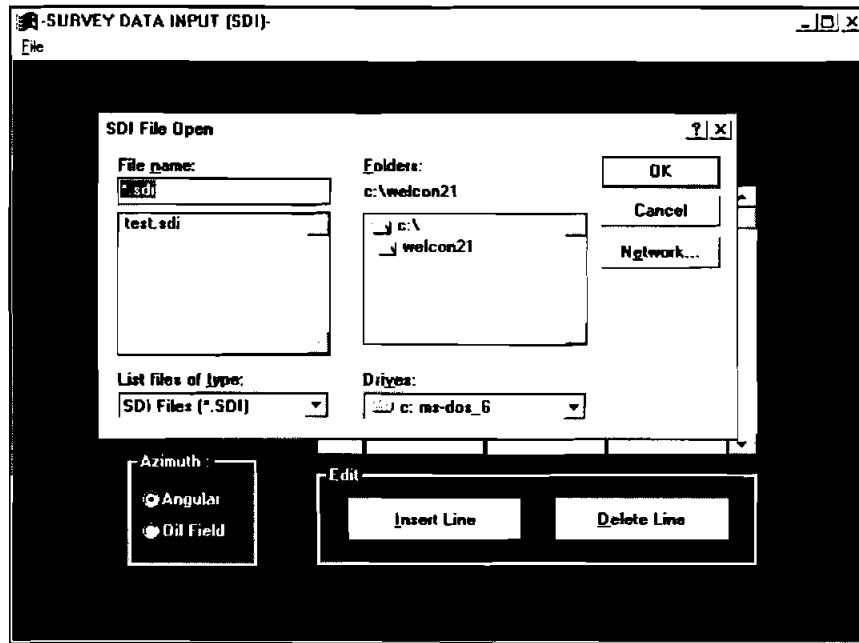 -SURVEY DATA INPUT (SDI)-
File
SDI File Open
File name:
*.sdi
test.sdi
List files of type:
SDI Files (*.SDI)
Folders:
c:\welcon21
c:\
welcon21
Drives:
c: ms-dos_6
OK
Cancel
Network...
Azimuth :
Angular
Oil Field
Edit
Insert Line
Delete Line